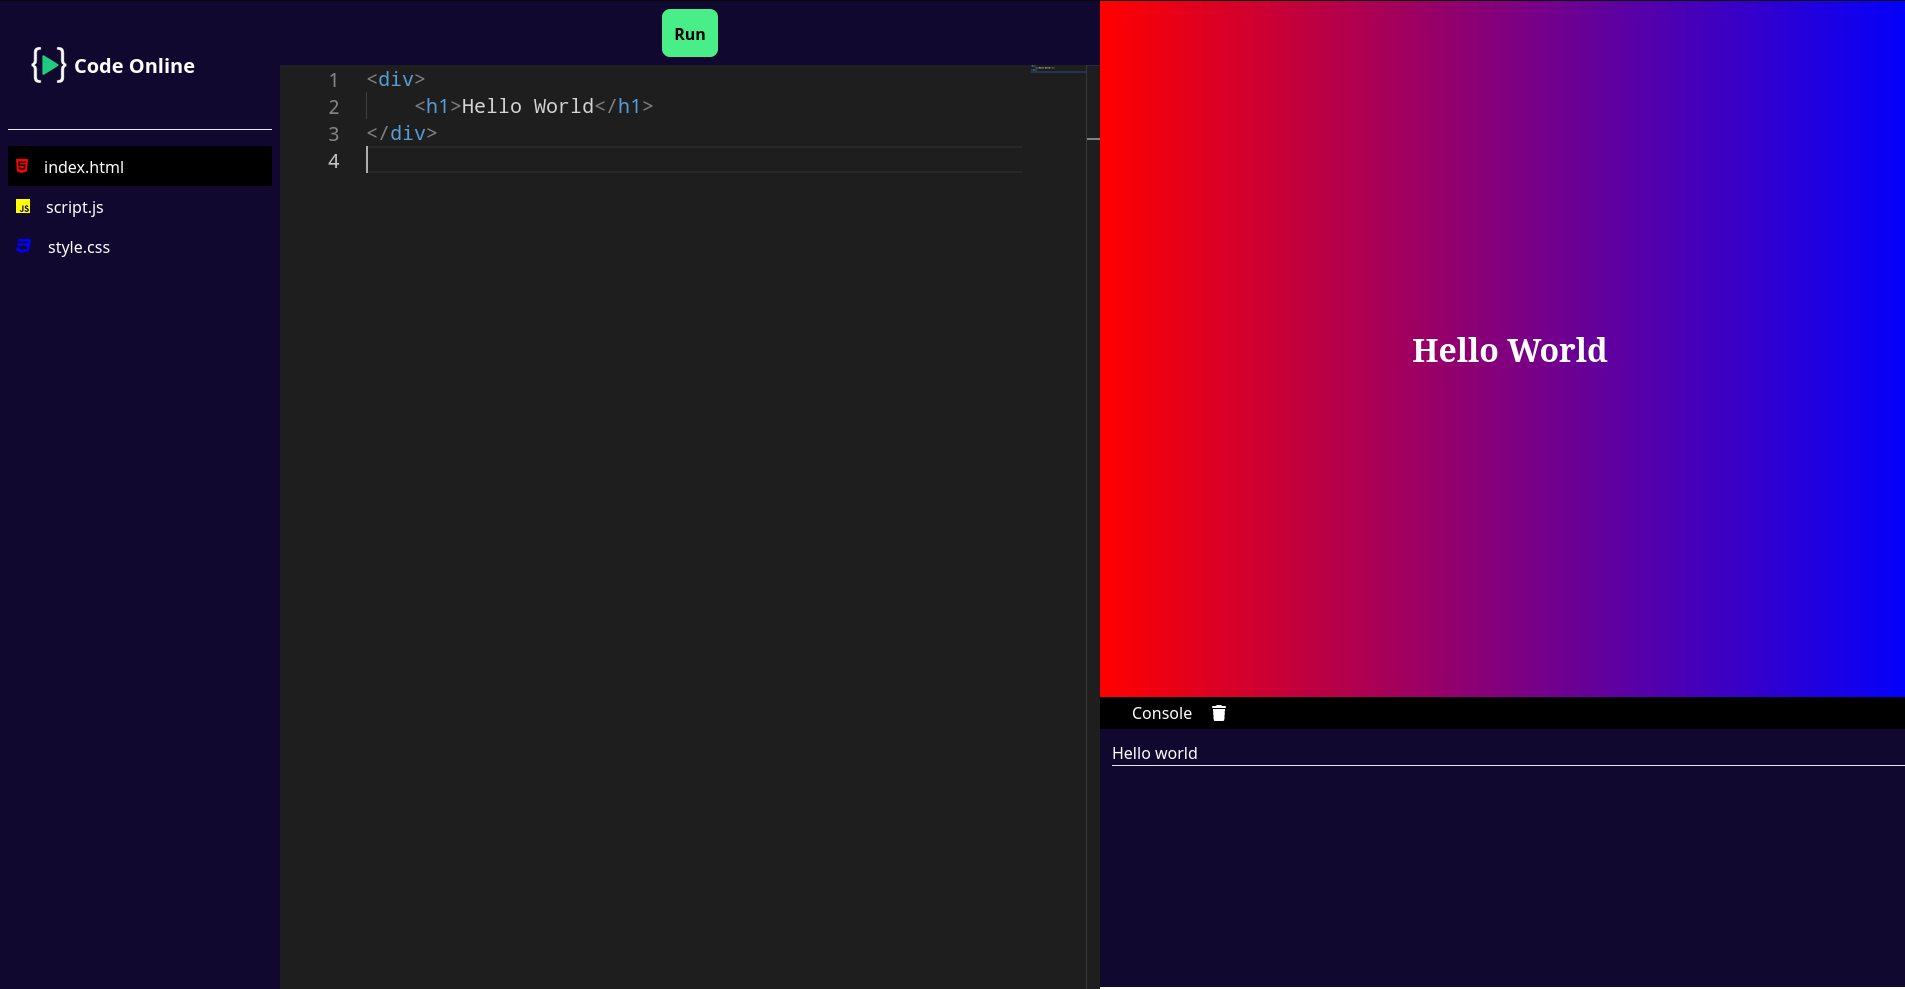 Code Online
index.html
script.js
style.css
Run
1 <div>
2     <h1>Hello World</h1>
3 </div>
4
Hello World
Console
Hello world